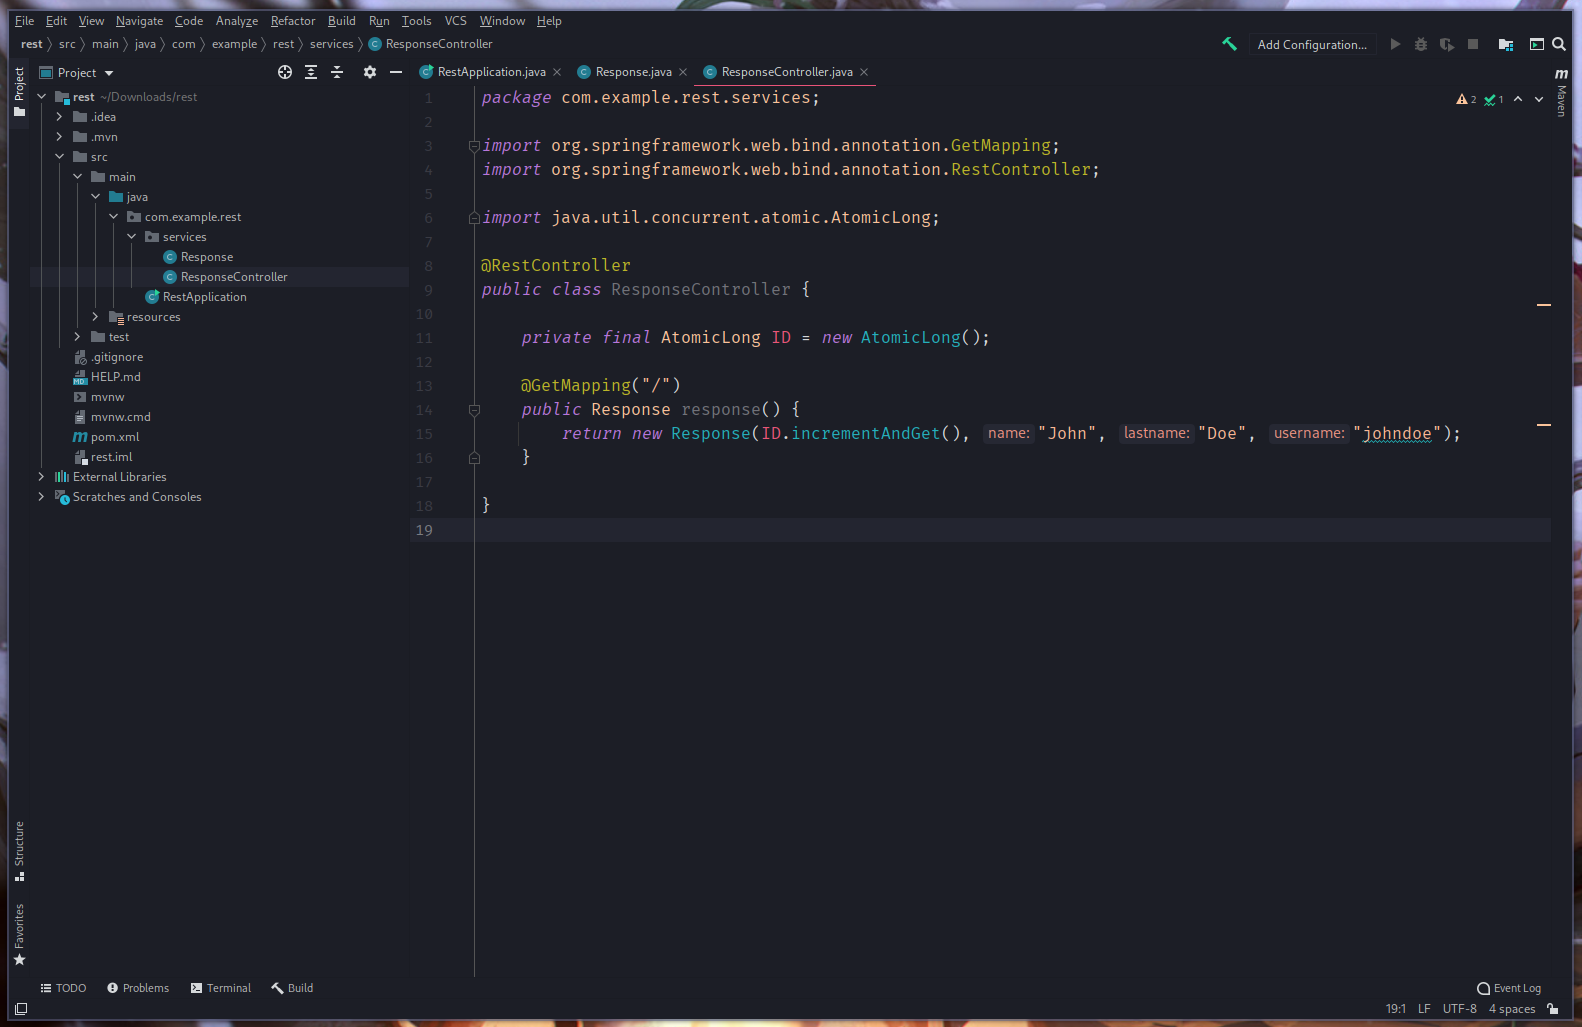 File Edit View Navigate Code Analyze Refactor Build Run Tools VCS Window Help
rest src main java com example rest services ResponseController
Add Configuration...
Project
Project
RestApplication.java
Response.java
ResponseController.java
Maven
2 1
rest ~/Downloads/rest
.idea
.mvn
src
main
java
com.example.rest
services
Response
ResponseController
RestApplication
resources
test
.gitignore
HELP.md
mvnw
mvnw.cmd
pom.xml
rest.iml
External Libraries
Scratches and Consoles
1 package com.example.rest.services;
2
3 import org.springframework.web.bind.annotation.GetMapping;
4 import org.springframework.web.bind.annotation.RestController;
5
6 import java.util.concurrent.atomic.AtomicLong;
7
8 @RestController
9 public class ResponseController {
10
11 private final AtomicLong ID = new AtomicLong();
12
13 @GetMapping("/")
14 public Response response() {
15 return new Response(ID.incrementAndGet(), name: "John", lastname: "Doe", username: "johndoe");
16 }
17
18 }
19
Structure
Favorites
TODO Problems Terminal Build
Event Log
19:1 LF UTF-8 4 spaces